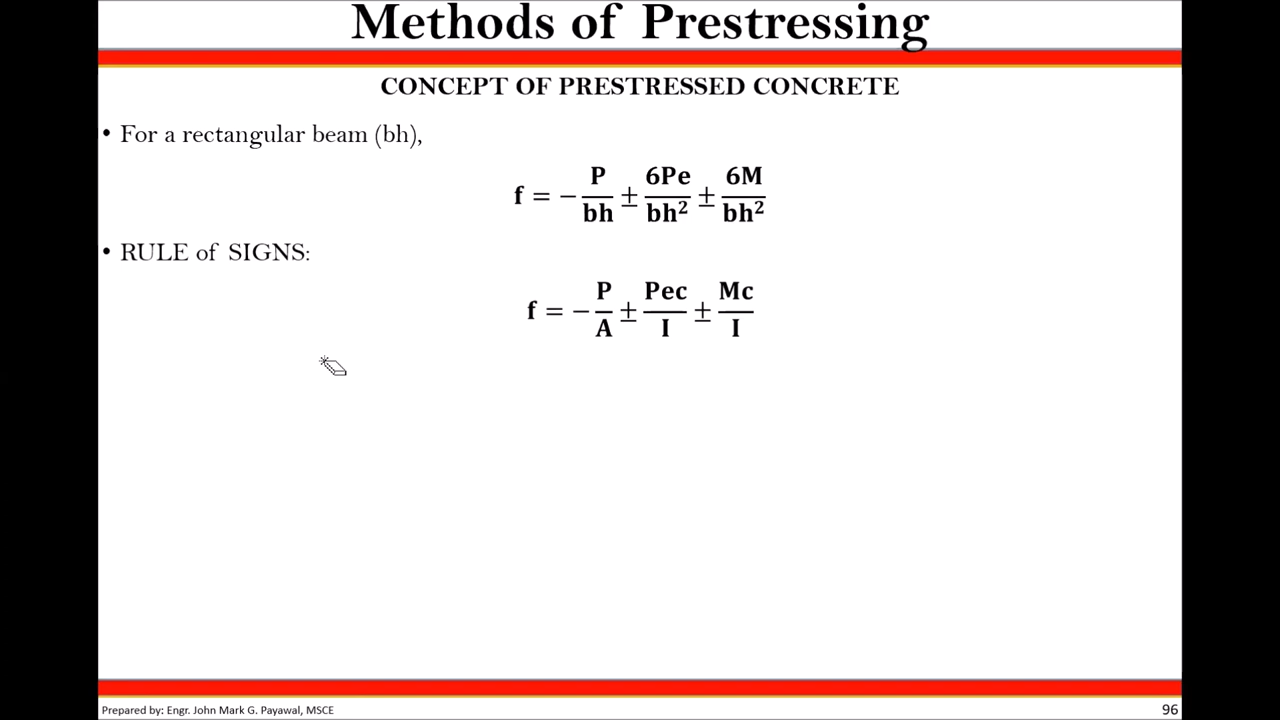 Methods of Prestressing
CONCEPT OF PRESTRESSED CONCRETE
• For a rectangular beam (bh),
f = − P/bh ± 6Pe/bh² ± 6M/bh²
• RULE of SIGNS:
f = − P/A ± Pec/I ± Mc/I
Prepared by: Engr. John Mark G. Payawal, MSCE
96